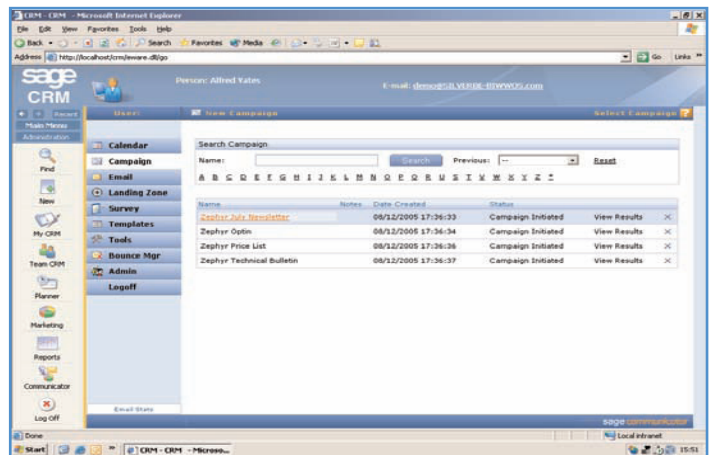 CRM - CRM - Microsoft Internet Explorer
File Edit View Favorites Tools Help
Back Search Favorites Media
Address http://localhost/crm/eware.dll/go Go Links »
sage CRM
Person: Alfred Yates
Recent
User:
New Campaign
Select Campaign ?
Main Menu
Administration
Find
New
My CRM
Team CRM
Planner
Marketing
Reports
Communicator
Log Off
Calendar
Campaign
Email
Landing Zone
Survey
Templates
Tools
Bounce Mgr
Admin
Logoff
Email Stats
Search Campaign
Name: Search Previous: -- Reset
A B C D E F G H I J K L M N O P Q R U S T V W X Y Z *
Name Notes Date Created Status
Zephyr July Newsletter 08/12/2005 17:36:33 Campaign Initiated View Results ×
Zephyr Optin 08/12/2005 17:36:34 Campaign Initiated View Results ×
Zephyr Price List 08/12/2005 17:36:36 Campaign Initiated View Results ×
Zephyr Technical Bulletin 08/12/2005 17:36:37 Campaign Initiated View Results ×
sage communicator
Done Local intranet
Start » CRM - CRM - Microso... 15:51